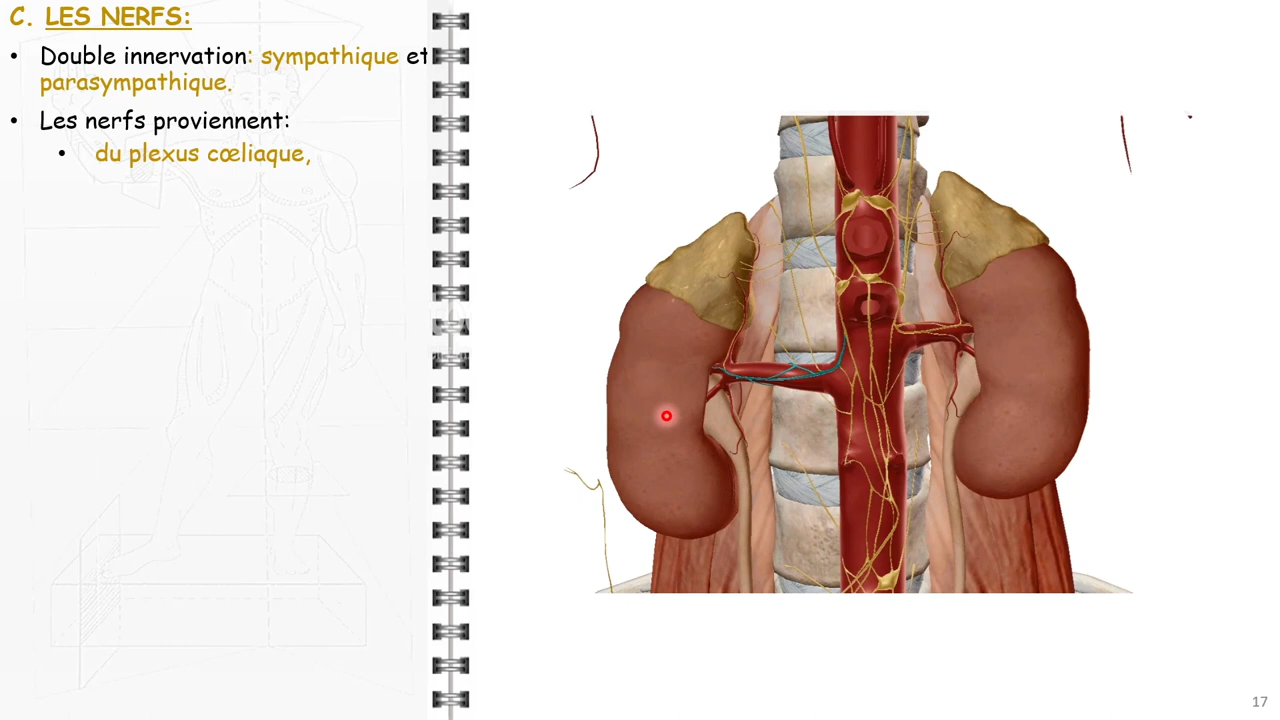 C. LES NERFS:
• Double innervation: sympathique et
parasympathique.
• Les nerfs proviennent:
• du plexus cœliaque,
17